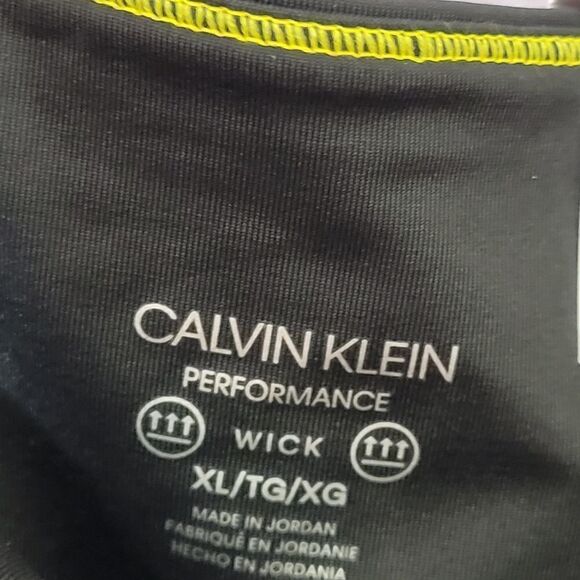 CALVIN KLEIN
PERFORMANCE
WICK
XL/TG/XG
MADE IN JORDAN
FABRIQUÉ EN JORDANIE
HECHO EN JORDANIA